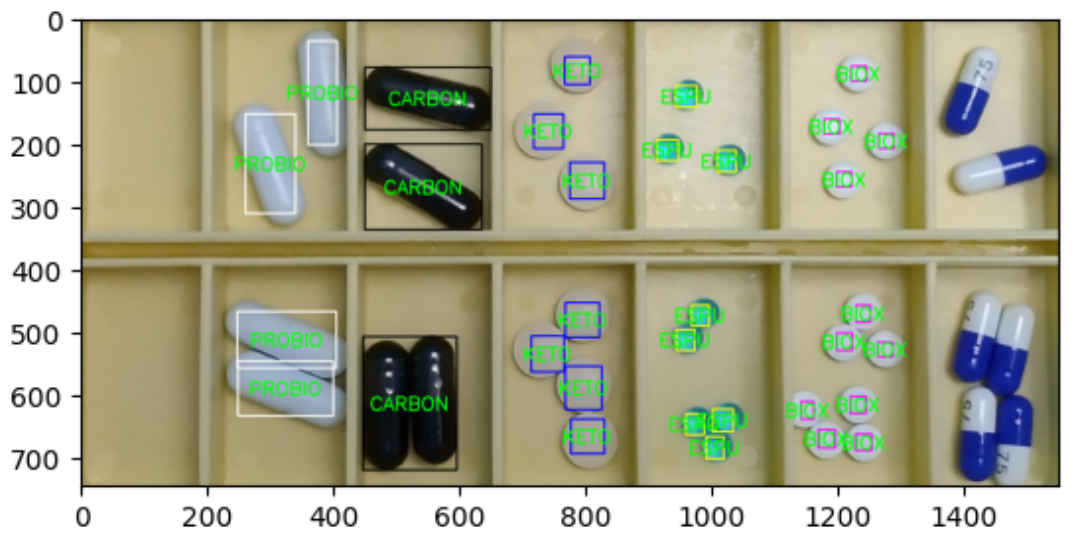 0
100
200
300
400
500
600
700
0 200 400 600 800 1000 1200 1400
PROBIO
PROBIO
CARBON
CARBON
KETO
KETO
KETO
ESPU
ESPU
ESPU
BIOX
BIOX
BIOX
BIOX
75
PROBIO
PROBIO
CARBON
KETO
KETO
KETO
KETO
ESPU
ESPU
ESPU
ESPU
ESPU
BIOX
BIOX
BIOX
BIOX
BIOX
BIOX
BIOX
75
75